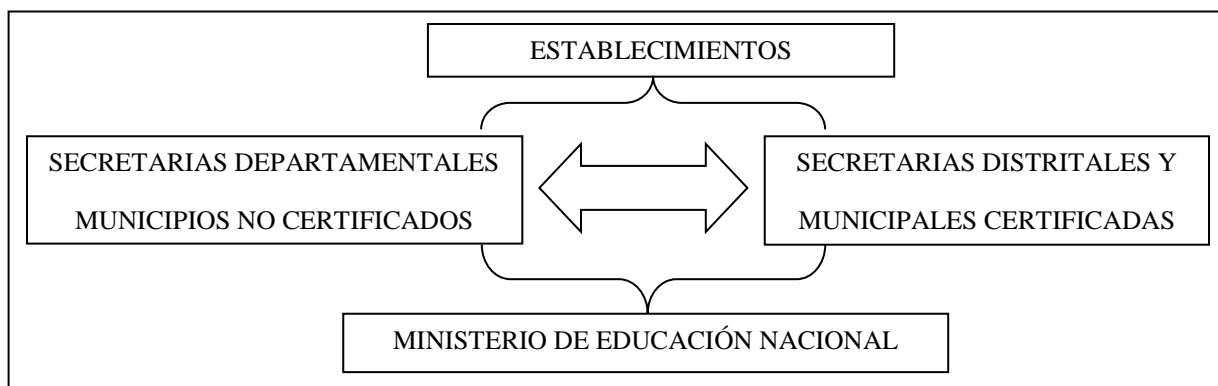 ESTABLECIMIENTOS
SECRETARIAS DEPARTAMENTALES
MUNICIPIOS NO CERTIFICADOS
SECRETARIAS DISTRITALES Y
MUNICIPALES CERTIFICADAS
MINISTERIO DE EDUCACIÓN NACIONAL